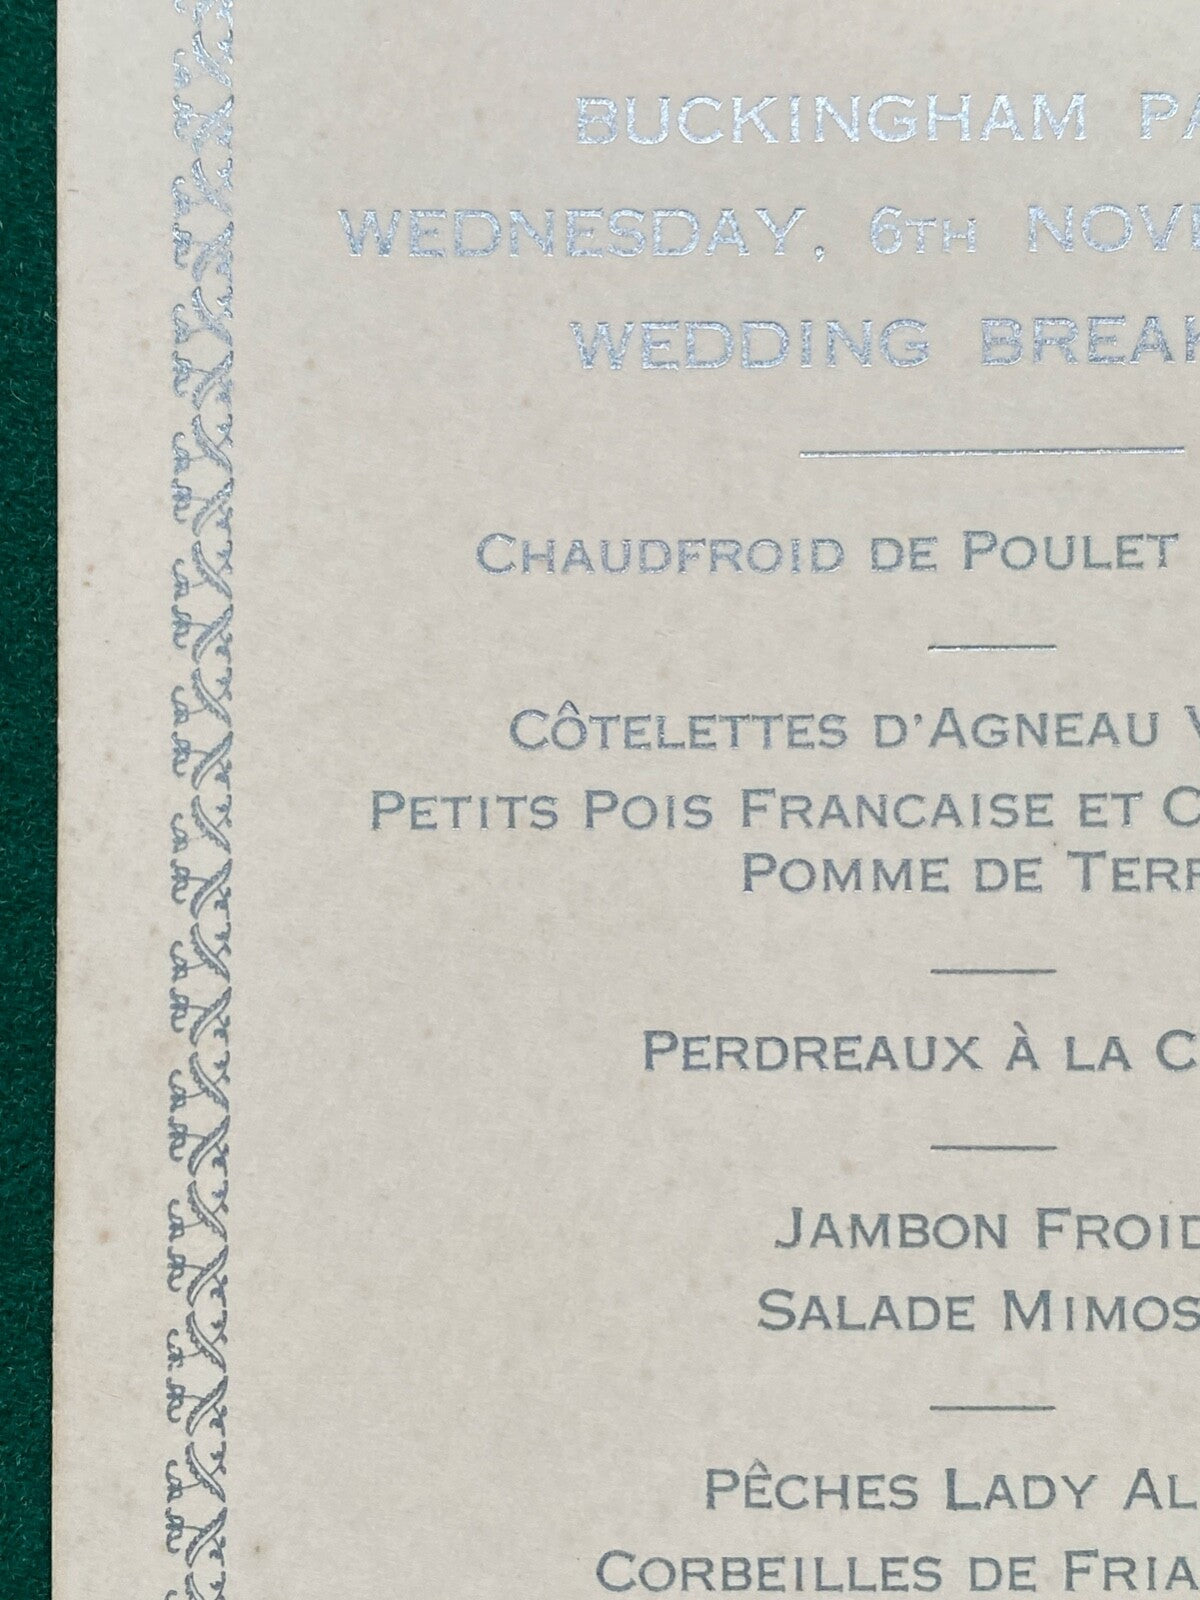 BUCKINGHAM PA
WEDNESDAY, 6TH NOV
WEDDING BREAK
CHAUDFROID DE POULET
CÔTELETTES D'AGNEAU
PETITS POIS FRANCAISE ET C
POMME DE TERR
PERDREAUX À LA C
JAMBON FROID
SALADE MIMOS
PÊCHES LADY AL
CORBEILLES DE FRIA